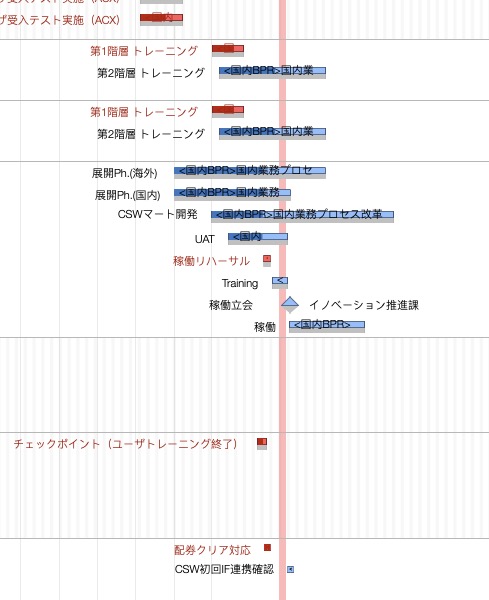 ザ受入テスト実施（ACX）
第1階層 トレーニング
第2階層 トレーニング <国内BPR>国内業
第1階層 トレーニング
第2階層 トレーニング <国内BPR>国内業
展開Ph.(海外) <国内BPR>国内業務プロセ
展開Ph.(国内) <国内BPR>国内業務
CSWマート開発 <国内BPR>国内業務プロセス改革
UAT <国内
稼働リハーサル
Training <
稼働立会 イノベーション推進課
稼働 <国内BPR>
チェックポイント（ユーザトレーニング終了）
配券クリア対応
CSW初回IF連携確認